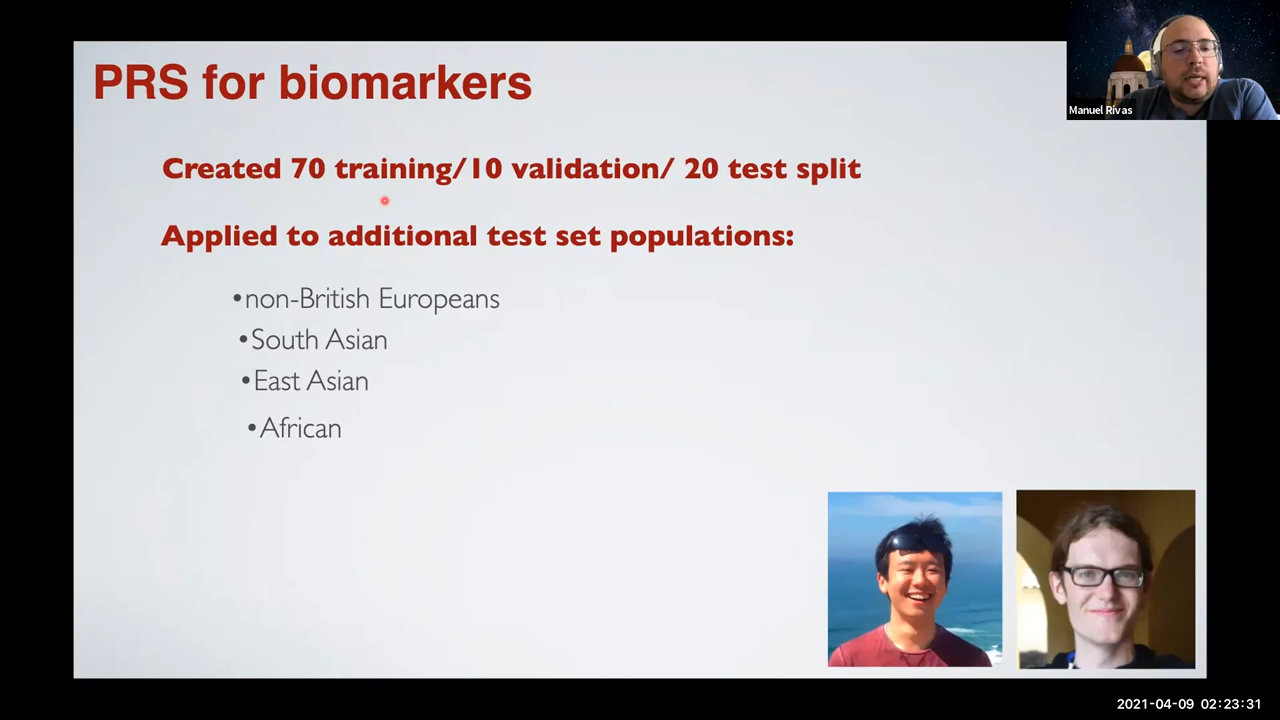 PRS for biomarkers
Manuel Rivas
Created 70 training/10 validation/ 20 test split
Applied to additional test set populations:
•non-British Europeans
•South Asian
•East Asian
•African
2021-04-09 02:23:31